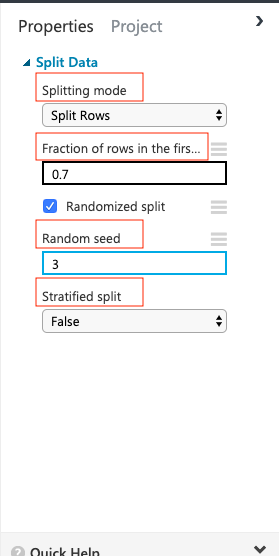 Properties Project
Split Data
Splitting mode
Split Rows
Fraction of rows in the firs...
0.7
Randomized split
Random seed
3
Stratified split
False
Quick Help